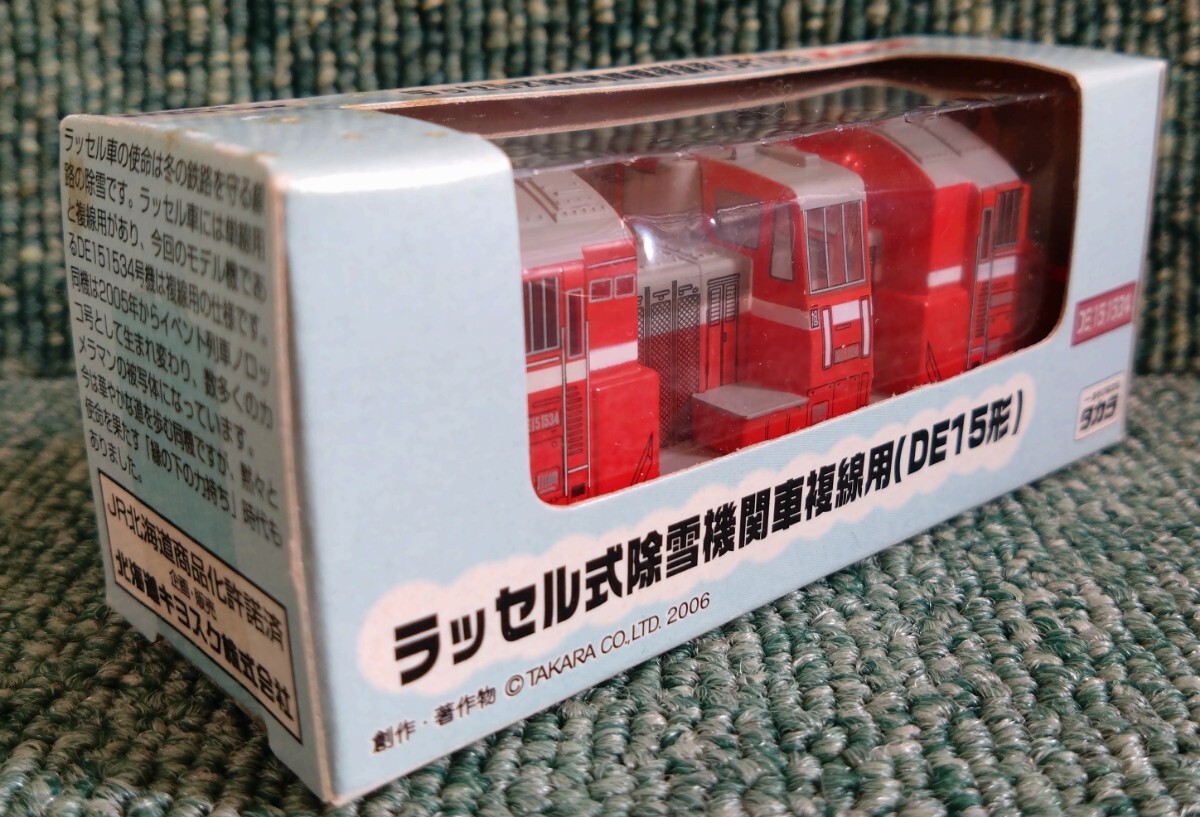 ラッセル車の使命は冬の鉄路を守る線
路の除雪です。ラッセル車には単線用
と複線用があり、今回のモデル機であ
るDE151534号機は複線用の仕様です。
同機は2005年からイベント列車ノロッ
コ号として生まれ変わり、数多くのカ
メラマンの被写体になっています。
今は華やかな道を歩む同機ですが、黙々と
使命を果たす「縁の下の力持ち」時代も
ありました。
JR北海道商品化許諾済
企画・販売
北海道キヨスク株式会社
DE151534
DE151534
タカラ
ラッセル式除雪機関車複線用(DE15形)
創作・著作物 ©TAKARA CO.,LTD. 2006